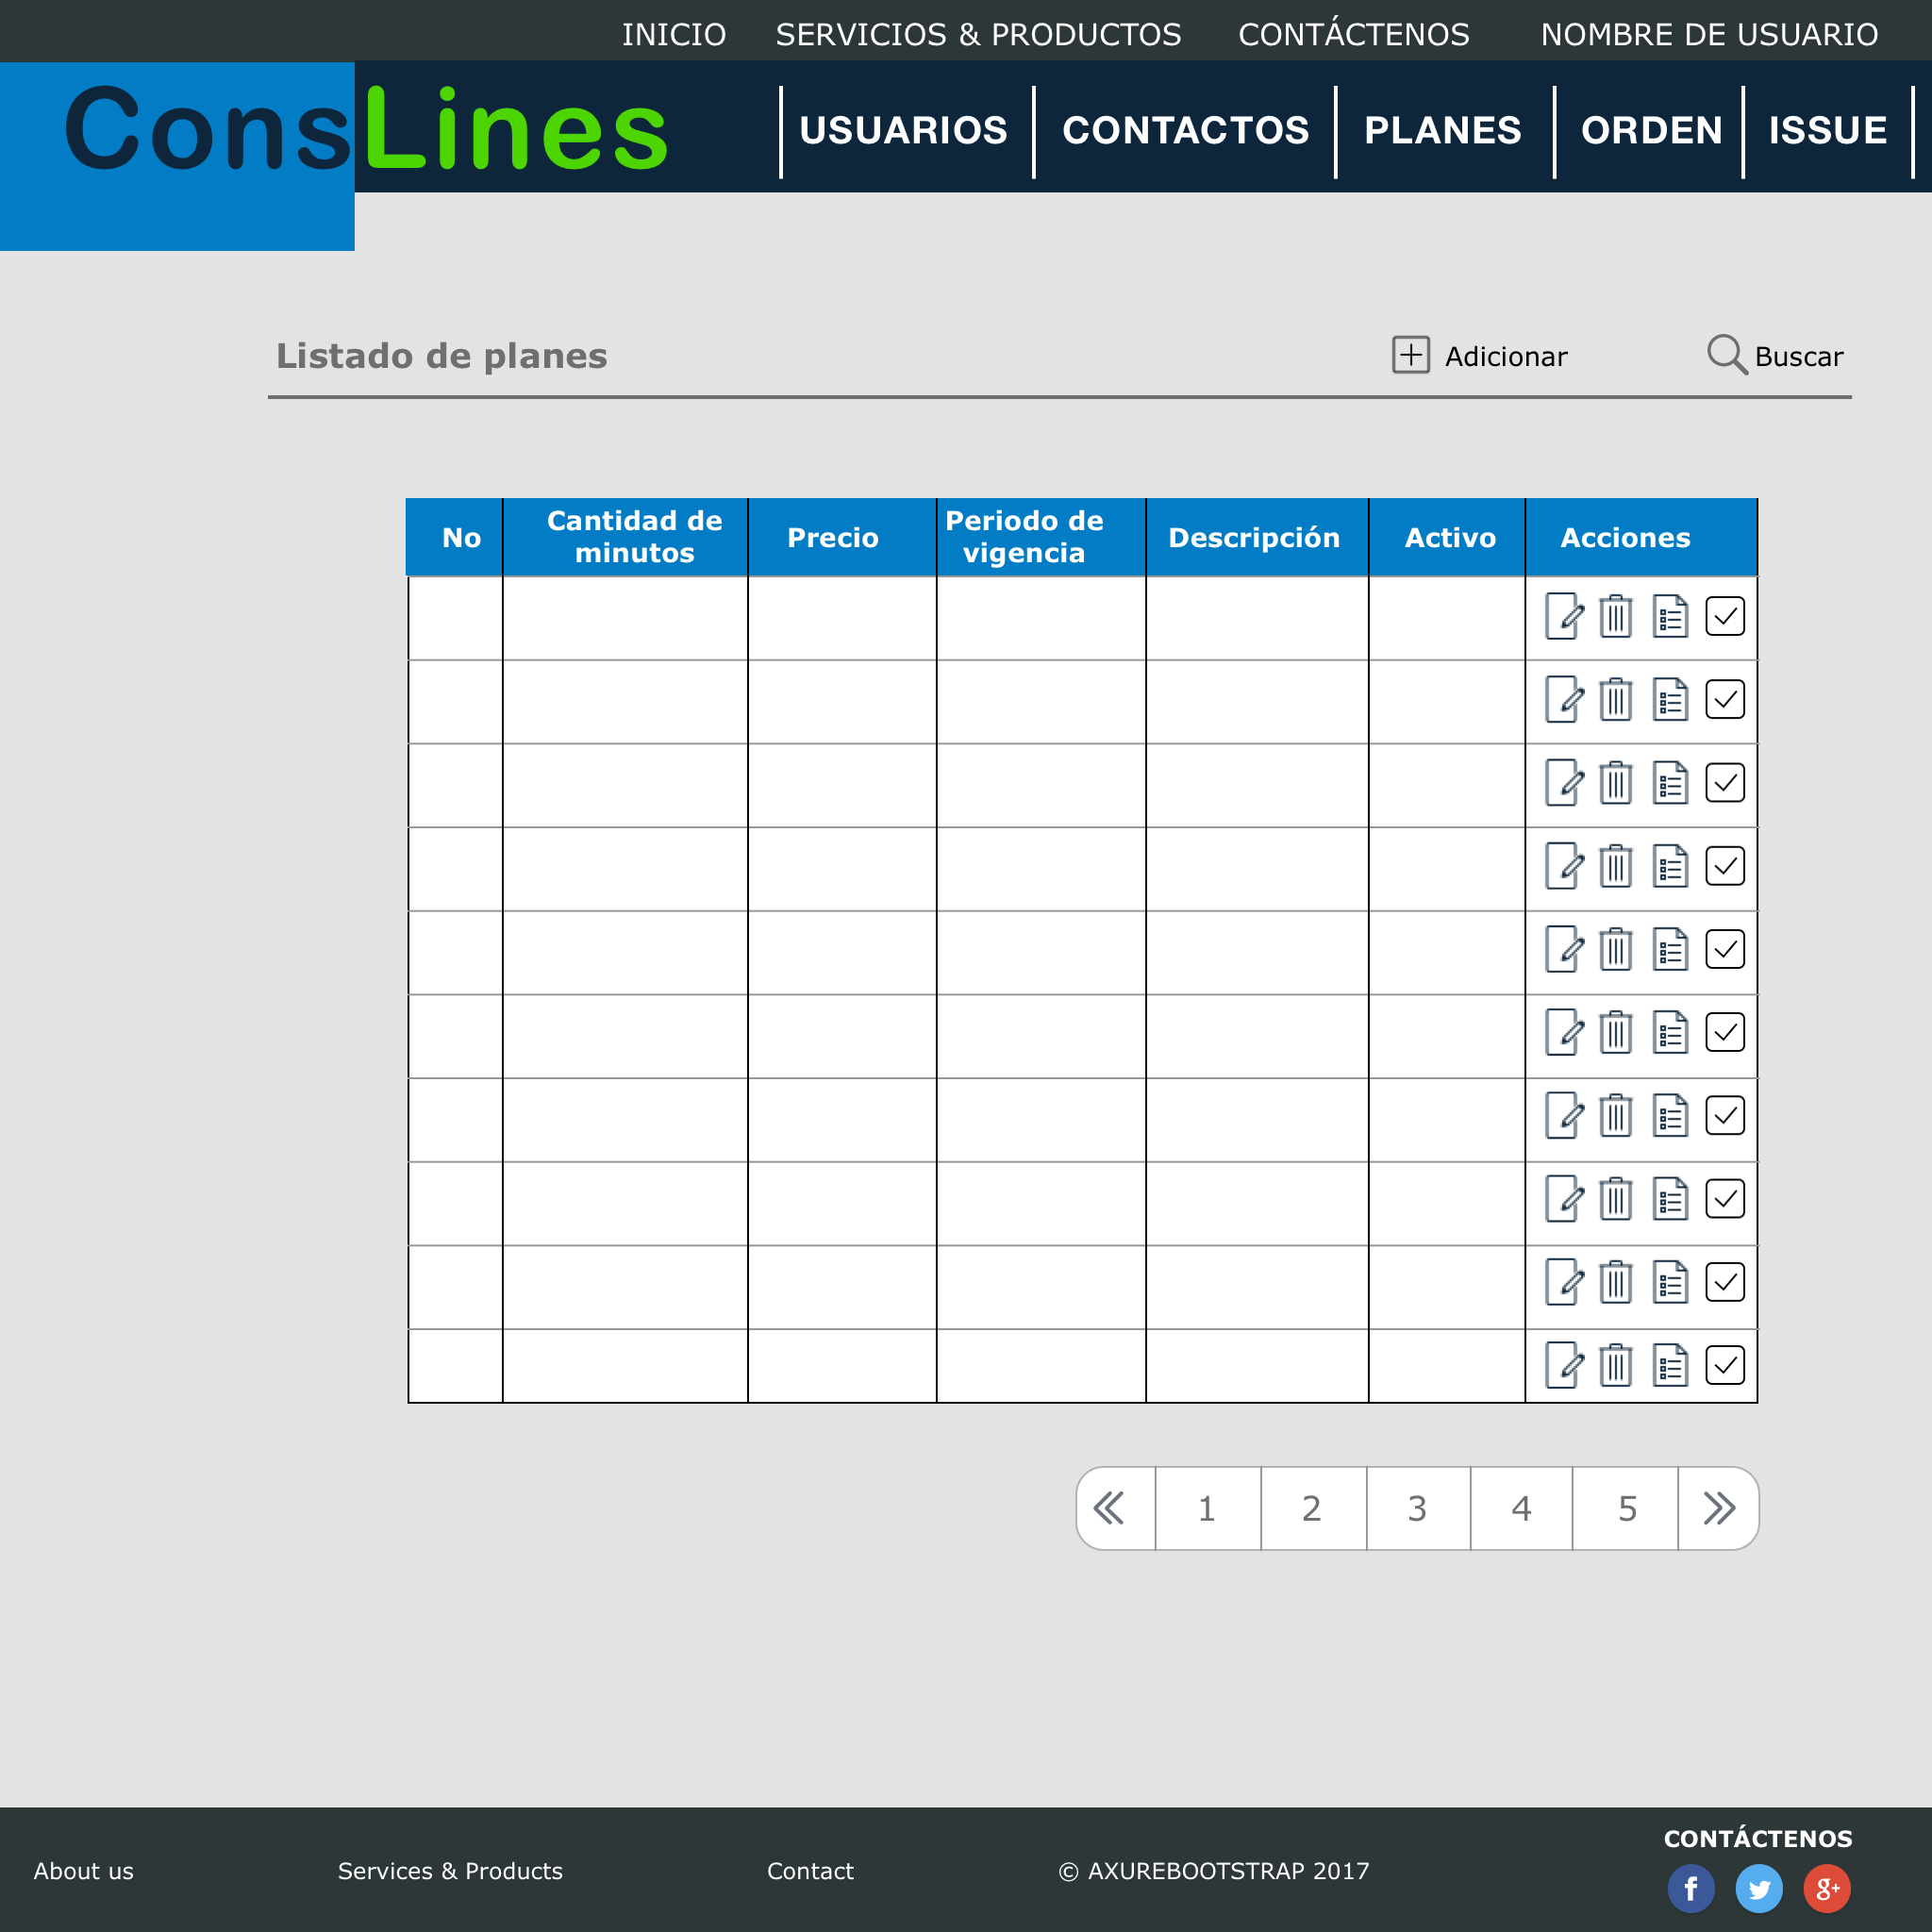 INICIO SERVICIOS & PRODUCTOS CONTÁCTENOS NOMBRE DE USUARIO
ConsLines
USUARIOS CONTACTOS PLANES ORDEN ISSUE
Listado de planes
Adicionar
Buscar
No
Cantidad de
minutos
Precio
Periodo de
vigencia
Descripción
Activo
Acciones
1 2 3 4 5
CONTÁCTENOS
About us Services & Products Contact © AXUREBOOTSTRAP 2017
f g+